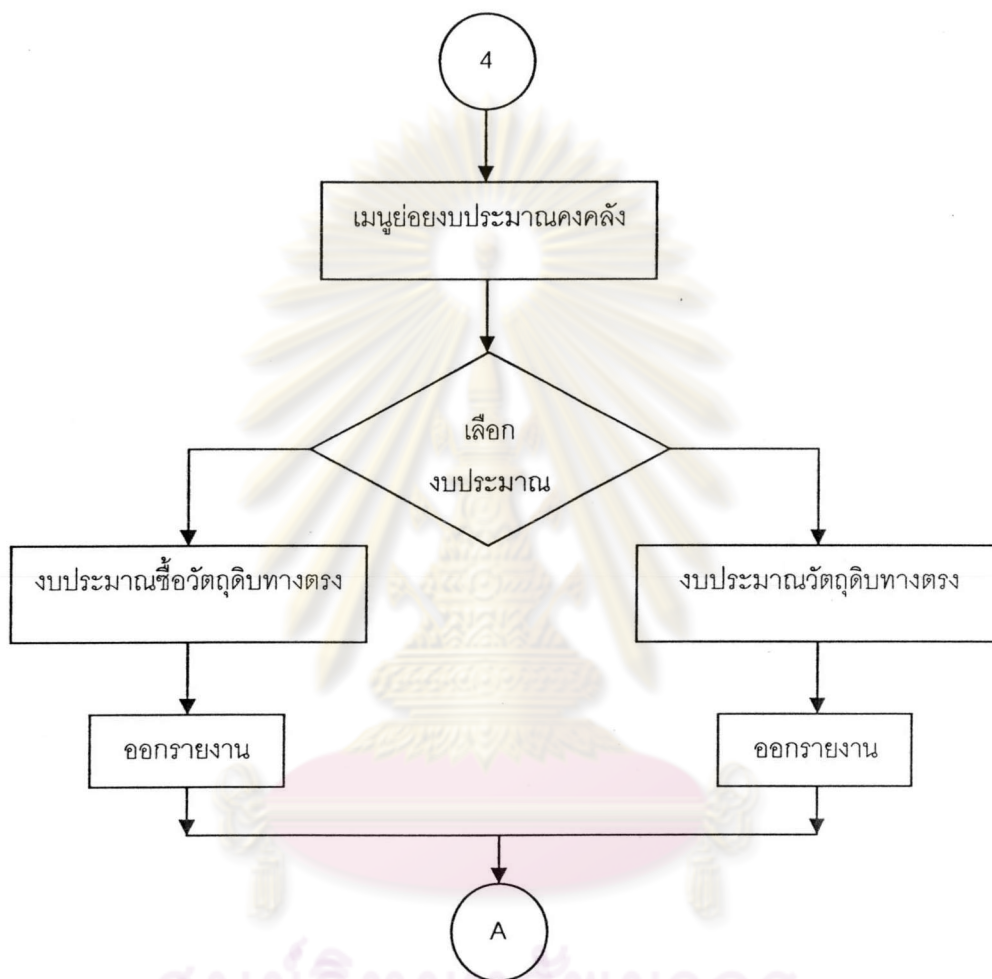 4
เมนูย่อยงบประมาณคงคลัง
เลือก
งบประมาณ
งบประมาณซื้อวัตถุดิบทางตรง
งบประมาณวัตถุดิบทางตรง
ออกรายงาน
ออกรายงาน
A